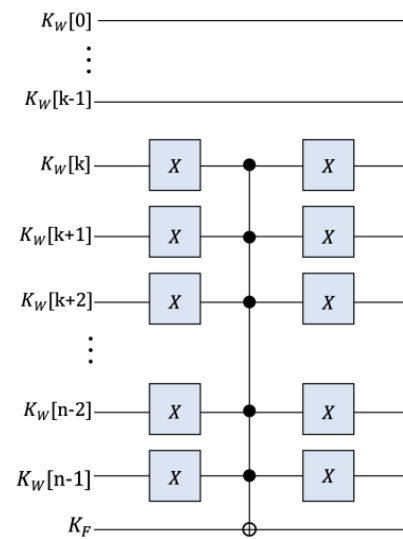 K_W[0]
⋮
K_W[k-1]
K_W[k] X X
K_W[k+1] X X
K_W[k+2] X X
⋮
K_W[n-2] X X
K_W[n-1] X X
K_F